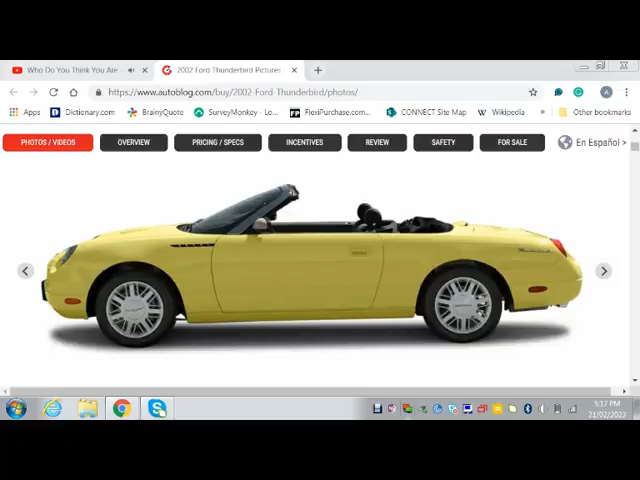 Who Do You Think You Are -
2002 Ford Thunderbird Pictures
https://www.autoblog.com/buy/2002-Ford-Thunderbird/photos/
A
Apps
Dictionary.com
BrainyQuote
SurveyMonkey - Lo...
FP FlexiPurchase.com...
CONNECT Site Map
Wikipedia
»
Other bookmarks
PHOTOS / VIDEOS
OVERVIEW
PRICING / SPECS
INCENTIVES
REVIEW
SAFETY
FOR SALE
En Español >
5:17 PM
21/02/2023